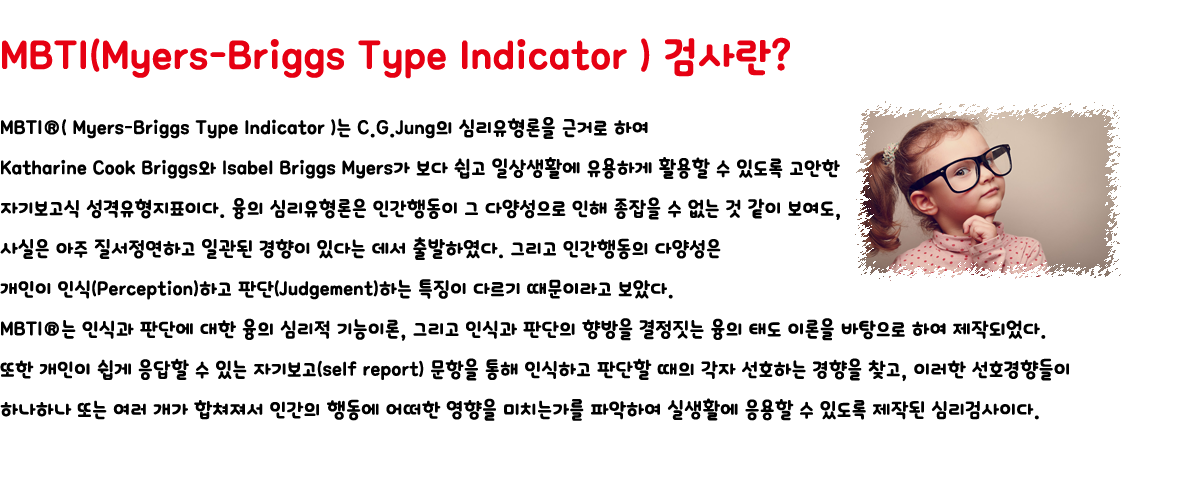 MBTI(Myers-Briggs Type Indicator ) 검사란?
MBTI®( Myers-Briggs Type Indicator )는 C.G.Jung의 심리유형론을 근거로 하여
Katharine Cook Briggs와 Isabel Briggs Myers가 보다 쉽고 일상생활에 유용하게 활용할 수 있도록 고안한
자기보고식 성격유형지표이다. 융의 심리유형론은 인간행동이 그 다양성으로 인해 종잡을 수 없는 것 같이 보여도,
사실은 아주 질서정연하고 일관된 경향이 있다는 데서 출발하였다. 그리고 인간행동의 다양성은
개인이 인식(Perception)하고 판단(Judgement)하는 특징이 다르기 때문이라고 보았다.
MBTI®는 인식과 판단에 대한 융의 심리적 기능이론, 그리고 인식과 판단의 향방을 결정짓는 융의 태도 이론을 바탕으로 하여 제작되었다.
또한 개인이 쉽게 응답할 수 있는 자기보고(self report) 문항을 통해 인식하고 판단할 때의 각자 선호하는 경향을 찾고, 이러한 선호경향들이
하나하나 또는 여러 개가 합쳐져서 인간의 행동에 어떠한 영향을 미치는가를 파악하여 실생활에 응용할 수 있도록 제작된 심리검사이다.